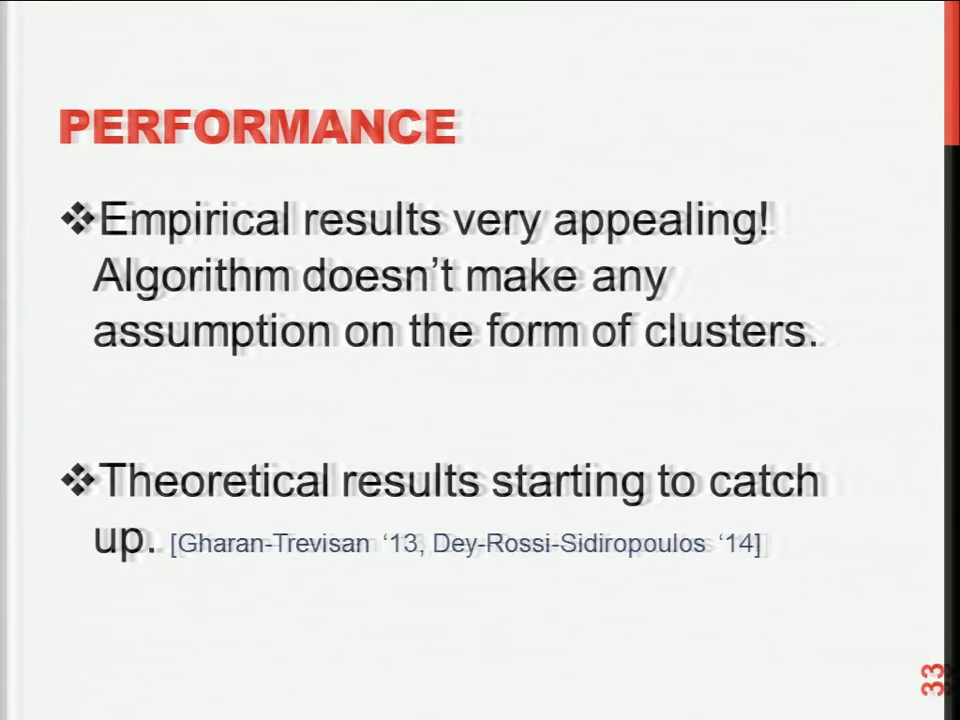 PERFORMANCE
❖Empirical results very appealing!
Algorithm doesn’t make any
assumption on the form of clusters.
❖Theoretical results starting to catch
up. [Gharan-Trevisan ‘13, Dey-Rossi-Sidiropoulos ‘14]
33